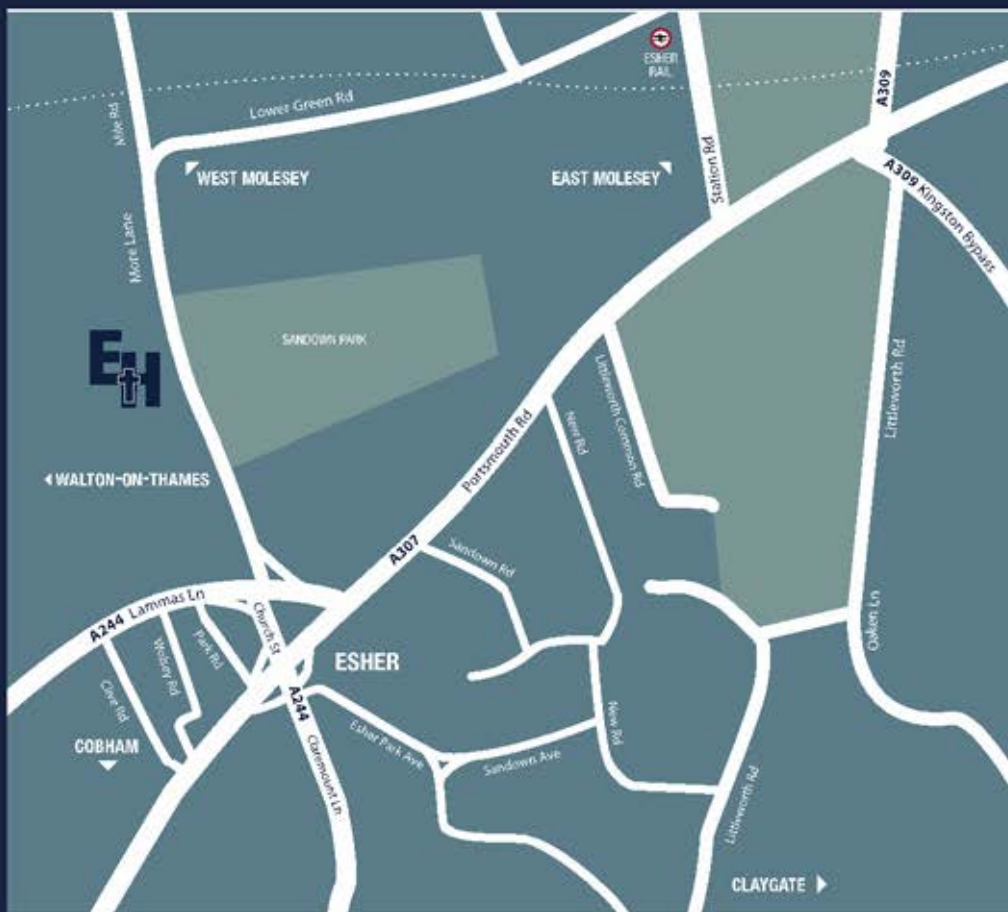 ESHER
RAIL
A309
Mile Rd
Lower Green Rd
WEST MOLESEY
EAST MOLESEY
Station Rd
A309 Kingston Bypass
More Lane
SANDOWN PARK
EH
Littleworth Common Rd
Littleworth Rd
New Rd
Portsmouth Rd
WALTON-ON-THAMES
A307
Sandown Rd
A244 Lammas Ln
Church St
Park Rd
Wolsey Rd
Clive Rd
ESHER
Oaken Ln
A244
Claremount Ln
Esher Park Ave
Sandown Ave
New Rd
COBHAM
Littleworth Rd
CLAYGATE